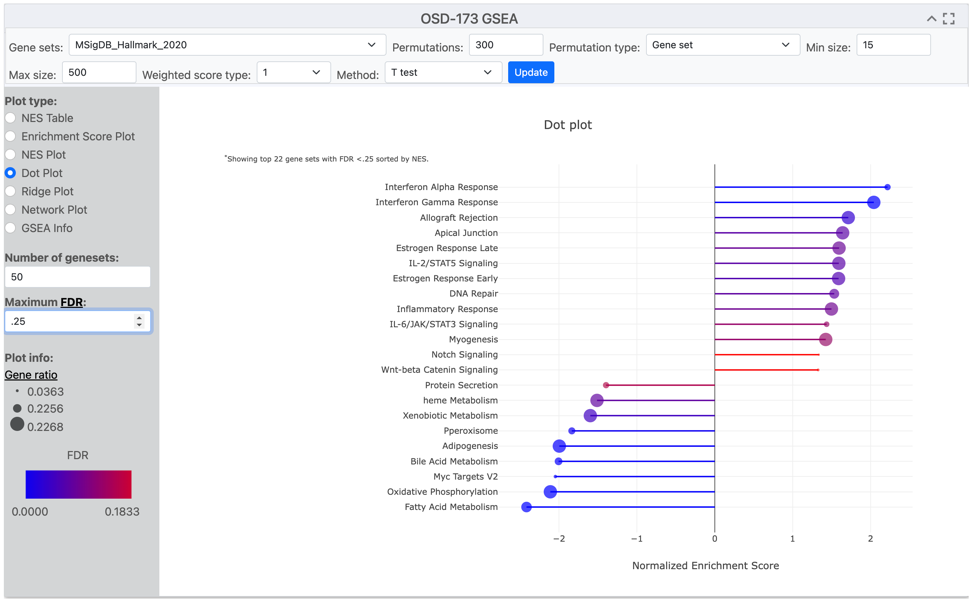 OSD-173 GSEA
Gene sets: MSigDB_Hallmark_2020 Permutations: 300 Permutation type: Gene set Min size: 15
Max size: 500 Weighted score type: 1 Method: T test Update
Plot type:
NES Table
Enrichment Score Plot
NES Plot
Dot Plot
Ridge Plot
Network Plot
GSEA Info
Number of genesets:
50
Maximum FDR:
.25
Plot info:
Gene ratio
0.0363
0.2256
0.2268
FDR
0.0000 0.1833
Dot plot
*Showing top 22 gene sets with FDR <.25 sorted by NES.
Interferon Alpha Response
Interferon Gamma Response
Allograft Rejection
Apical Junction
Estrogen Response Late
IL-2/STAT5 Signaling
Estrogen Response Early
DNA Repair
Inflammatory Response
IL-6/JAK/STAT3 Signaling
Myogenesis
Notch Signaling
Wnt-beta Catenin Signaling
Protein Secretion
heme Metabolism
Xenobiotic Metabolism
Pperoxisome
Adipogenesis
Bile Acid Metabolism
Myc Targets V2
Oxidative Phosphorylation
Fatty Acid Metabolism
−2 −1 0 1 2
Normalized Enrichment Score